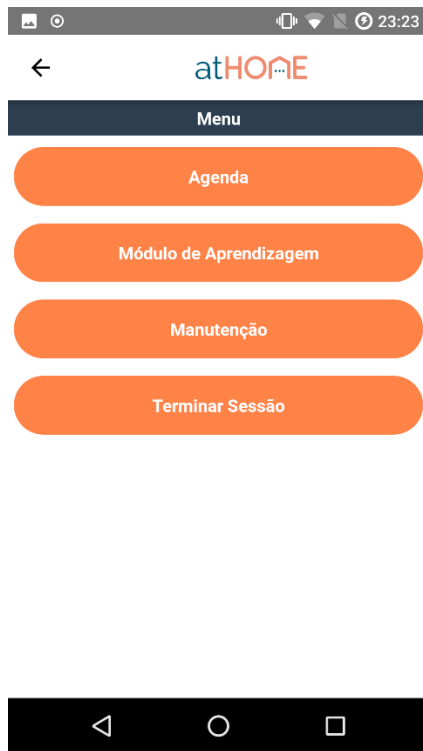 23:23
atHOME
Menu
Agenda
Módulo de Aprendizagem
Manutenção
Terminar Sessão